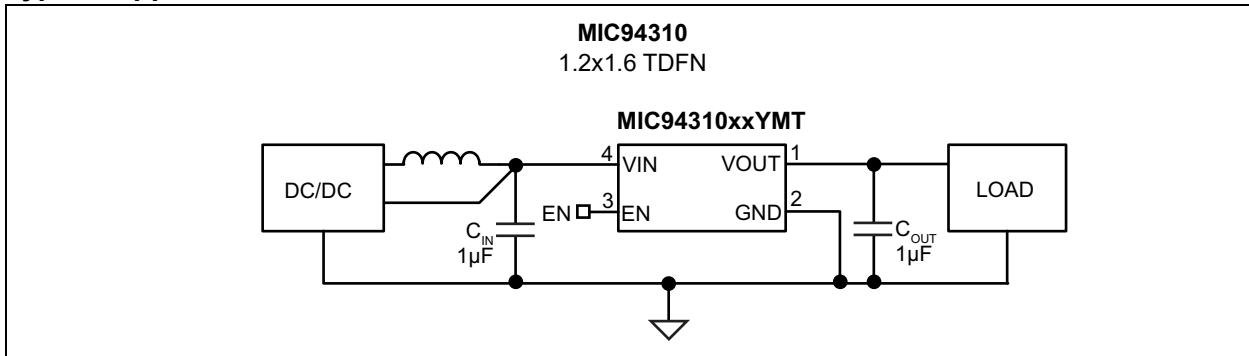 MIC94310
1.2x1.6 TDFN
MIC94310xxYMT
4
VIN
VOUT
1
DC/DC
LOAD
EN
3
EN
GND
2
CIN
1µF
COUT
1µF